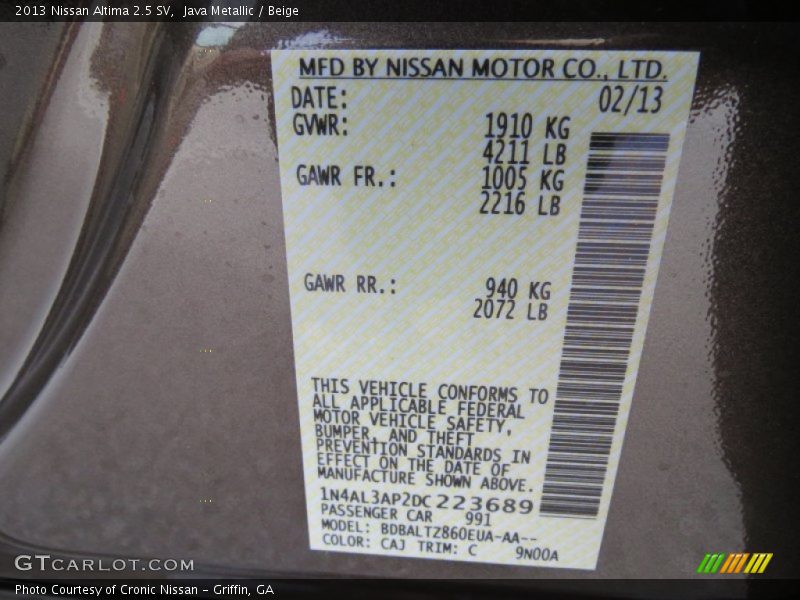 2013 Nissan Altima 2.5 SV, Java Metallic / Beige
MFD BY NISSAN MOTOR CO., LTD.
DATE: 02/13
GVWR: 1910 KG
4211 LB
GAWR FR.: 1005 KG
2216 LB
GAWR RR.: 940 KG
2072 LB
THIS VEHICLE CONFORMS TO
ALL APPLICABLE FEDERAL
MOTOR VEHICLE SAFETY,
BUMPER, AND THEFT
PREVENTION STANDARDS IN
EFFECT ON THE DATE OF
MANUFACTURE SHOWN ABOVE.
1N4AL3AP2DC223689
PASSENGER CAR 991
MODEL: BDBALTZ860EUA-AA--
COLOR: CAJ TRIM: C 9N00A
GTCARLOT.COM
Photo Courtesy of Cronic Nissan - Griffin, GA